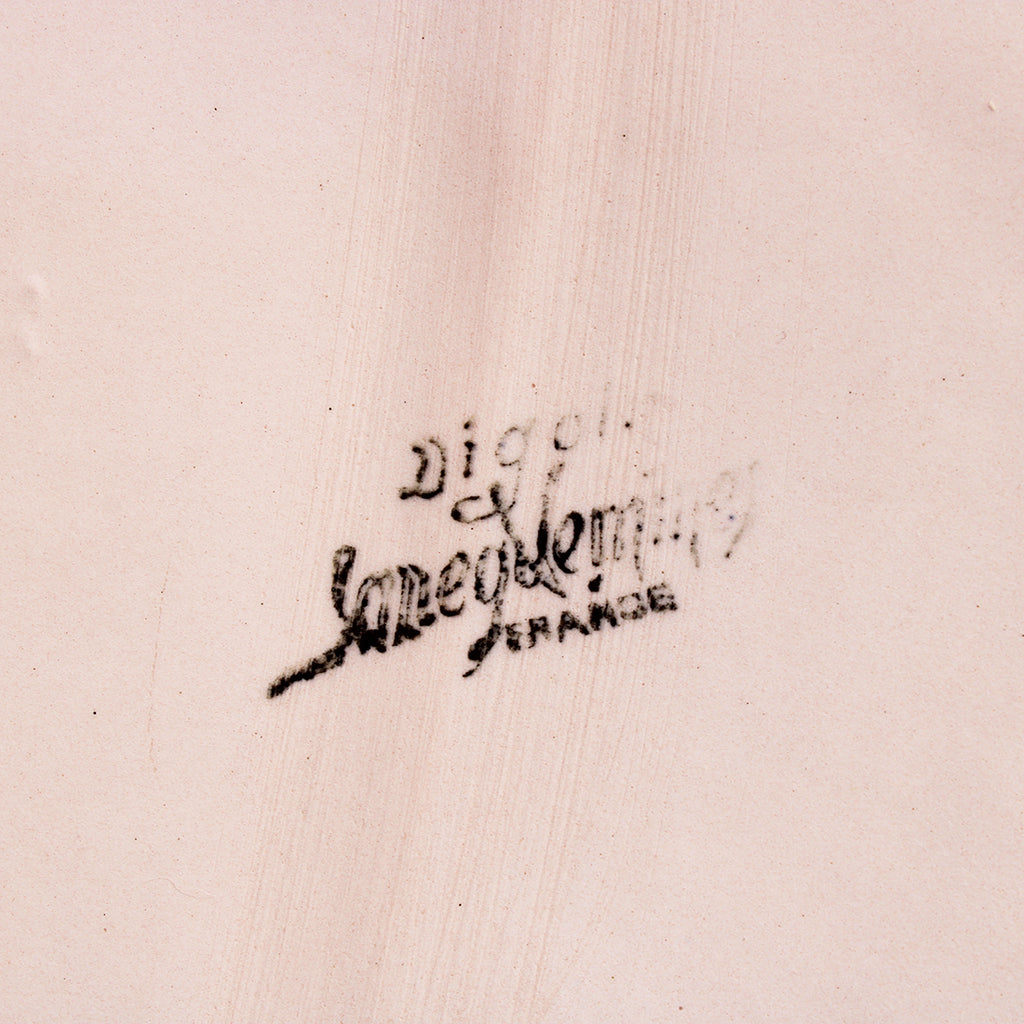 Digoin
&
Sarreguemines
FRANCE